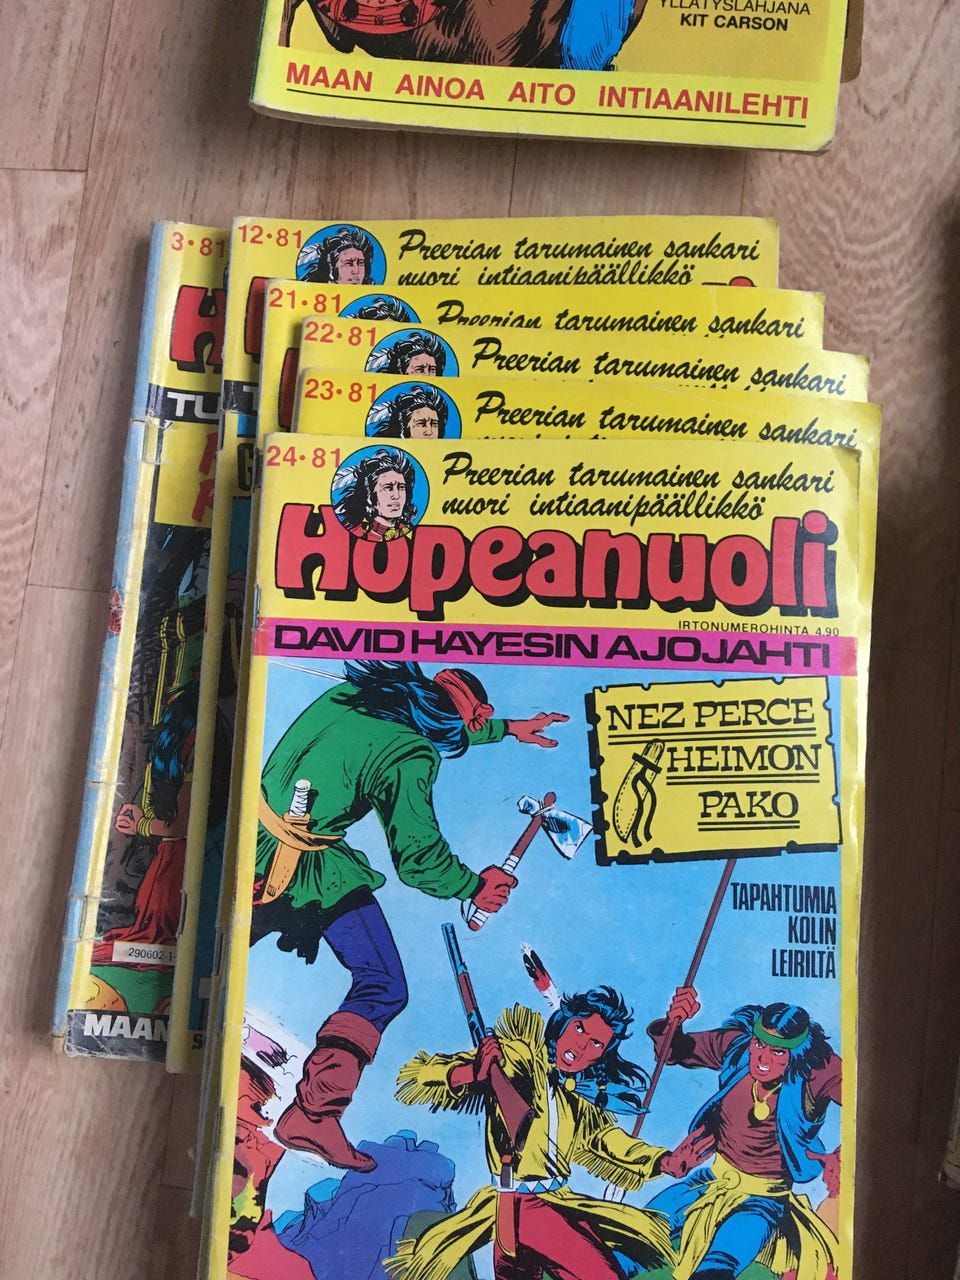 YLLÄTYSLAHJANA
KIT CARSON
MAAN AINOA AITO INTIAANILEHTI
3•81
12•81
Preerian tarumainen sankari
nuori intiaanipäällikkö
21•81
Preerian tarumainen sankari
22•81
Preerian tarumainen sankari
23•81
Preerian tarumainen sankari
24•81
Preerian tarumainen sankari
nuori intiaanipäällikkö
Hopeanuoli
IRTONUMEROHINTA 4,90
DAVID HAYESIN AJOJAHTI
NEZ PERCE
HEIMON
PAKO
TAPAHTUMIA
KOLIN
LEIRILTÄ
290602-1-
MAAN